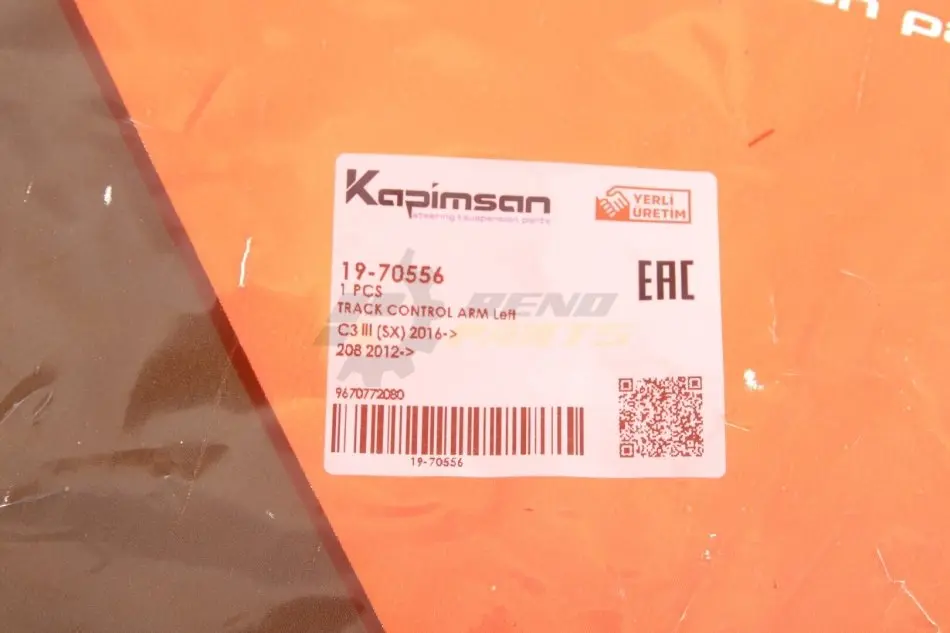 Kapimsan
steering & suspension parts
YERLİ
ÜRETİM
19-70556
1 PCS
TRACK CONTROL ARM Left
C3 III (SX) 2016->
208 2012->
EAC
9670772080
19-70556
RENO
PARTS